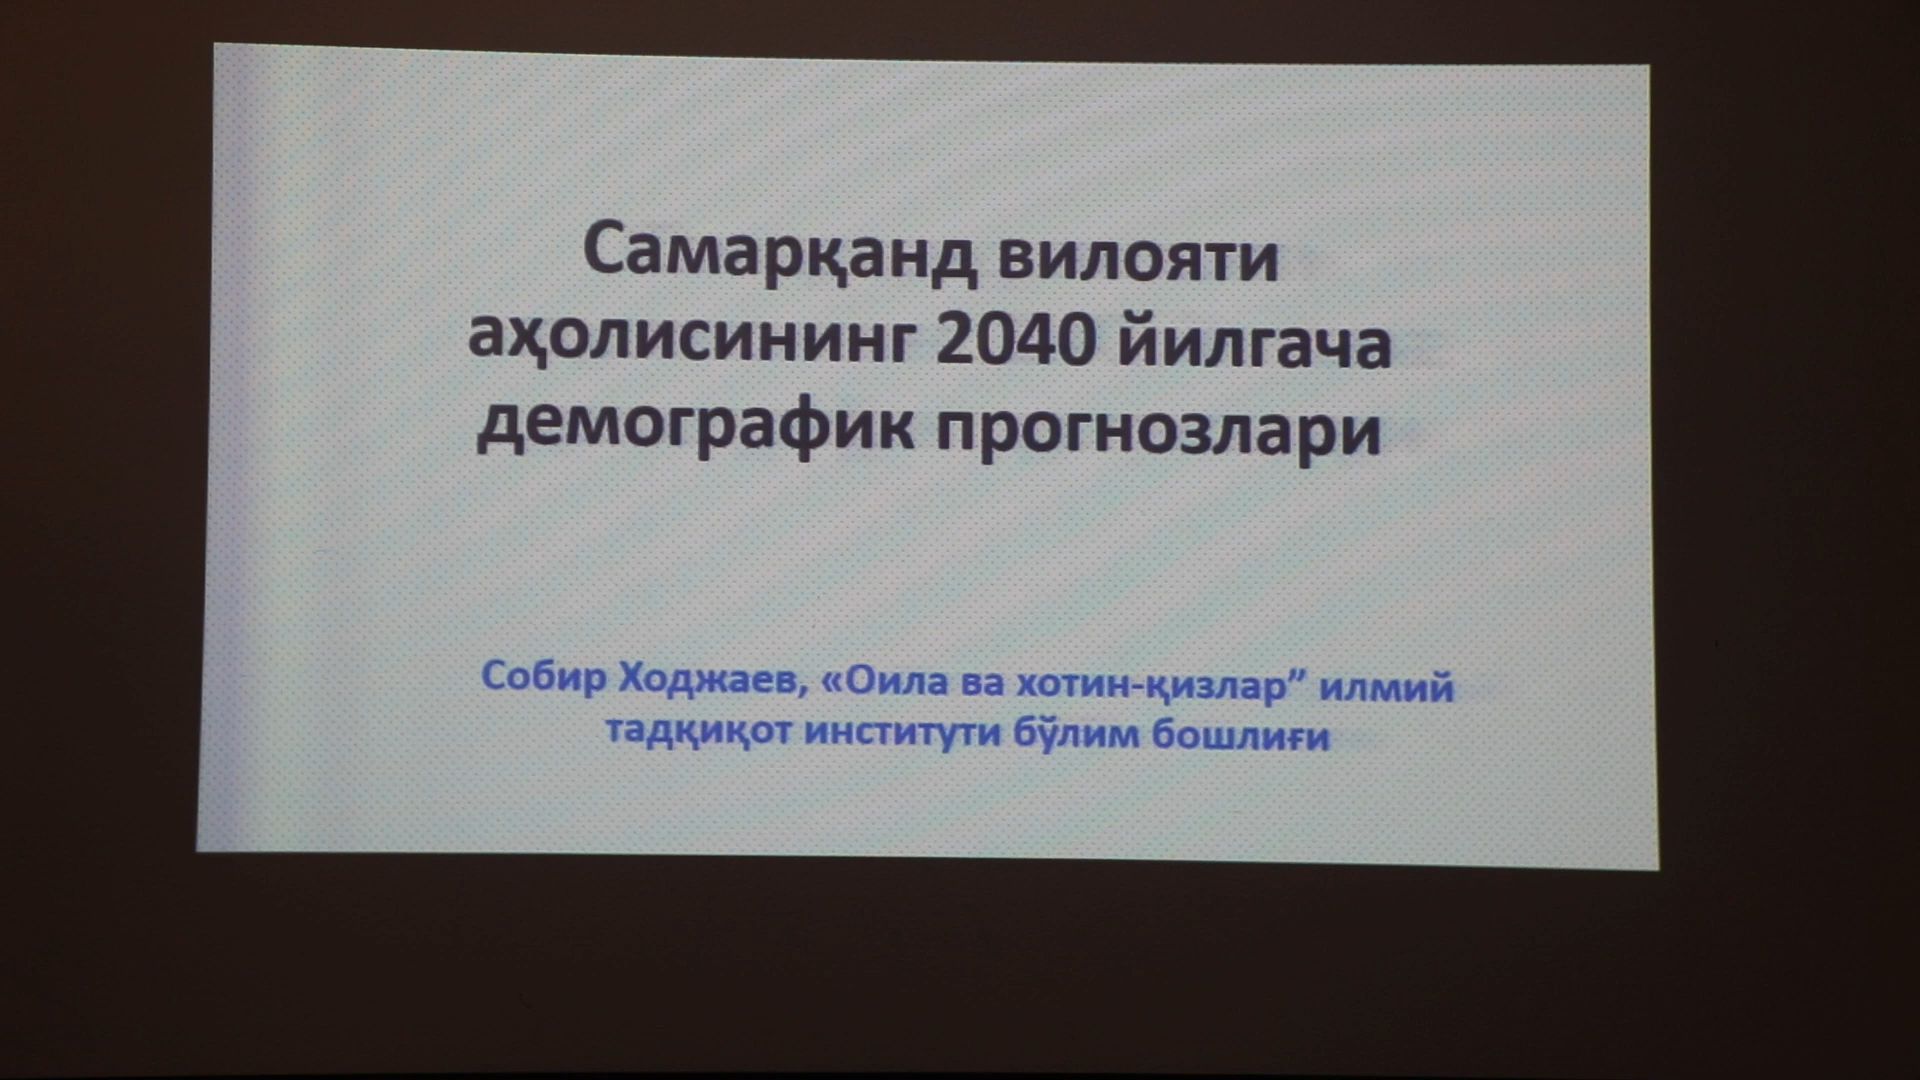 Самарқанд вилояти
аҳолисининг 2040 йилгача
демографик прогнозлари
Собир Ходжаев, «Оила ва хотин-қизлар” илмий
тадқиқот институти бўлим бошлиғи